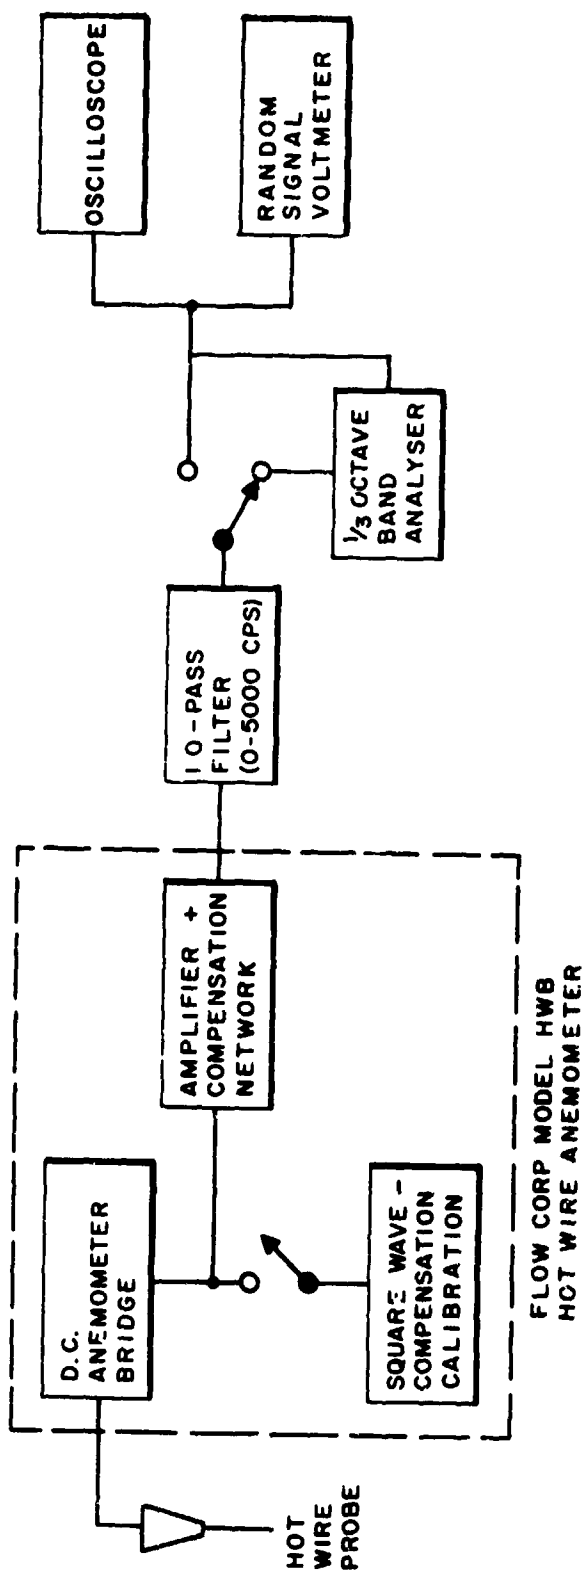 HOT
WIRE
PROBE
D.C.
ANEMOMETER
BRIDGE
SQUARE WAVE -
COMPENSATION
CALIBRATION
AMPLIFIER +
COMPENSATION
NETWORK
FLOW CORP MODEL HWB
HOT WIRE ANEMOMETER
10-PASS
FILTER
(0-5000 CPS)
1/3 OCTAVE
BAND
ANALYSER
OSCILLOSCOPE
RANDOM
SIGNAL
VOLTMETER